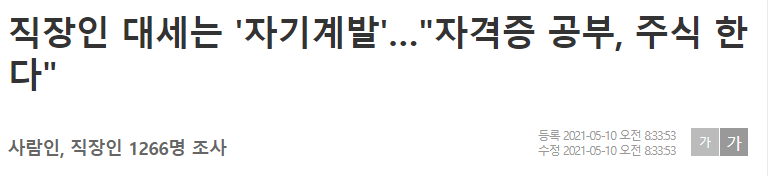 직장인 대세는 '자기계발'…"자격증 공부, 주식 한
다"
사람인, 직장인 1266명 조사
등록 2021-05-10 오전 8:33:53
수정 2021-05-10 오전 8:33:53
가 가